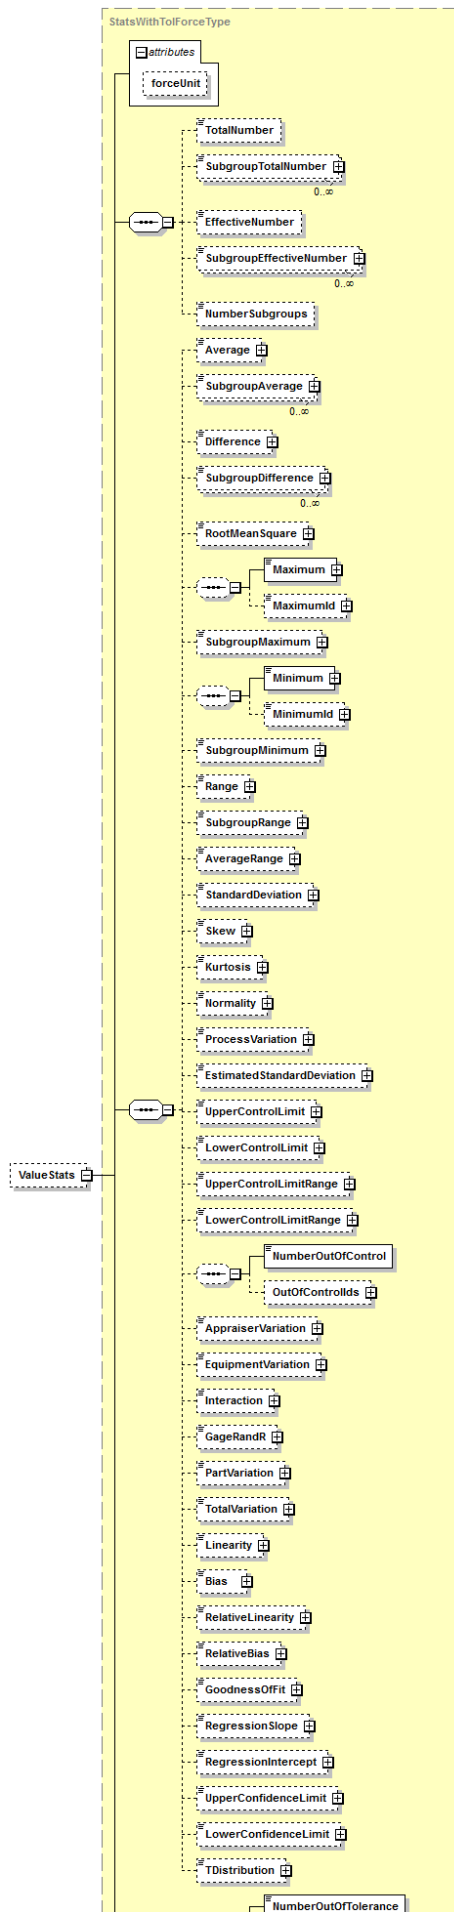 StatsWithTolForceType
attributes
forceUnit
TotalNumber
SubgroupTotalNumber
0..∞
EffectiveNumber
SubgroupEffectiveNumber
0..∞
NumberSubgroups
Average
SubgroupAverage
0..∞
Difference
SubgroupDifference
0..∞
RootMeanSquare
Maximum
MaximumId
SubgroupMaximum
Minimum
MinimumId
SubgroupMinimum
Range
SubgroupRange
AverageRange
StandardDeviation
Skew
Kurtosis
Normality
ProcessVariation
EstimatedStandardDeviation
UpperControlLimit
LowerControlLimit
ValueStats
UpperControlLimitRange
LowerControlLimitRange
NumberOutOfControl
OutOfControlIds
AppraiserVariation
EquipmentVariation
Interaction
GageRandR
PartVariation
TotalVariation
Linearity
Bias
RelativeLinearity
RelativeBias
GoodnessOfFit
RegressionSlope
RegressionIntercept
UpperConfidenceLimit
LowerConfidenceLimit
TDistribution
NumberOutOfTolerance